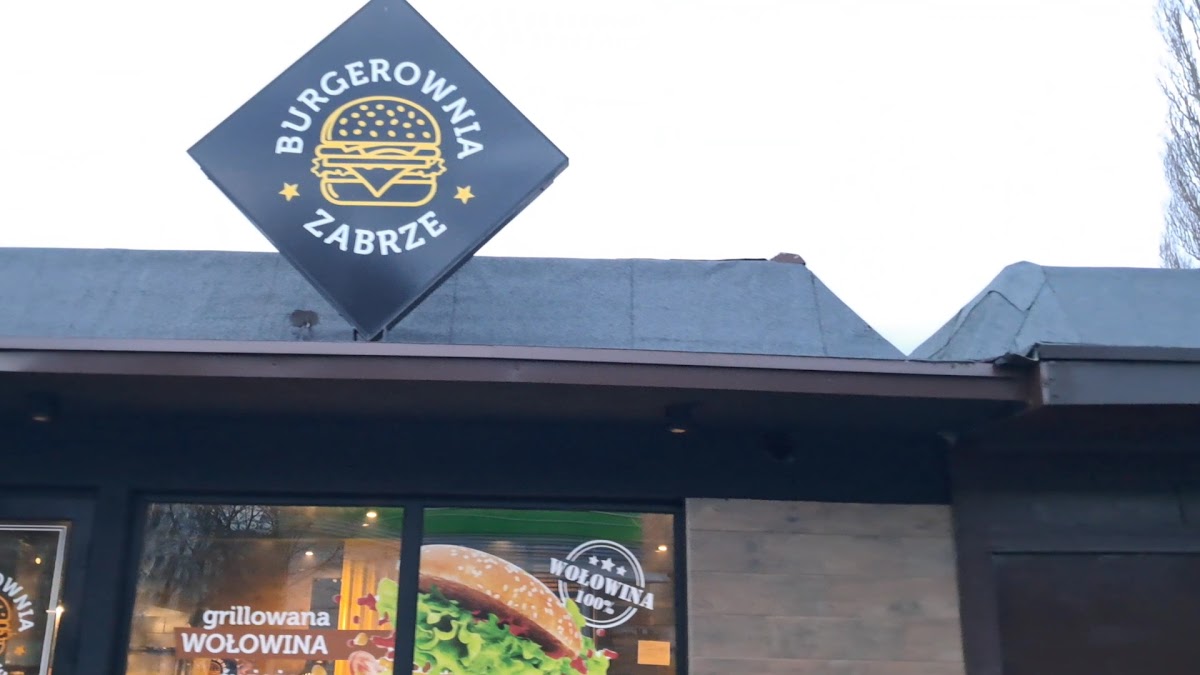 BURGEROWNIA
ZABRZE
grillowana
WOŁOWINA
WOŁOWINA
100%